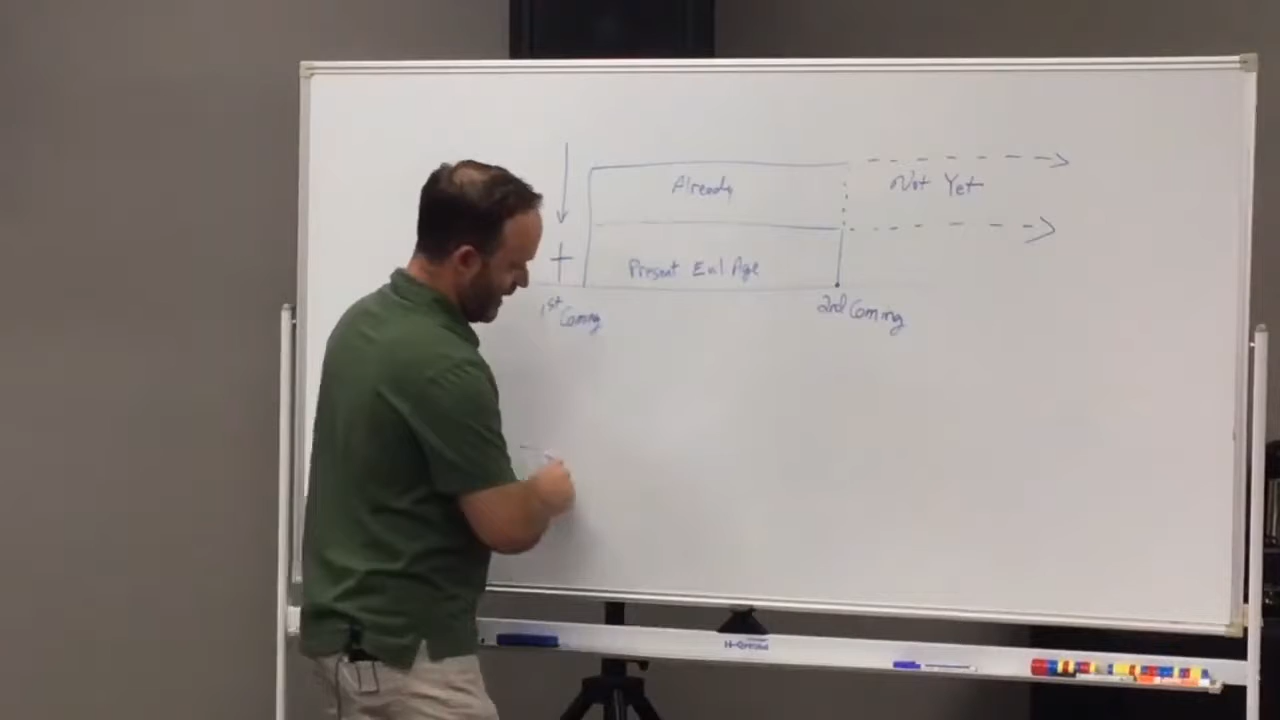 Already
Not Yet
Present Evil Age
1st Coming
2nd Coming